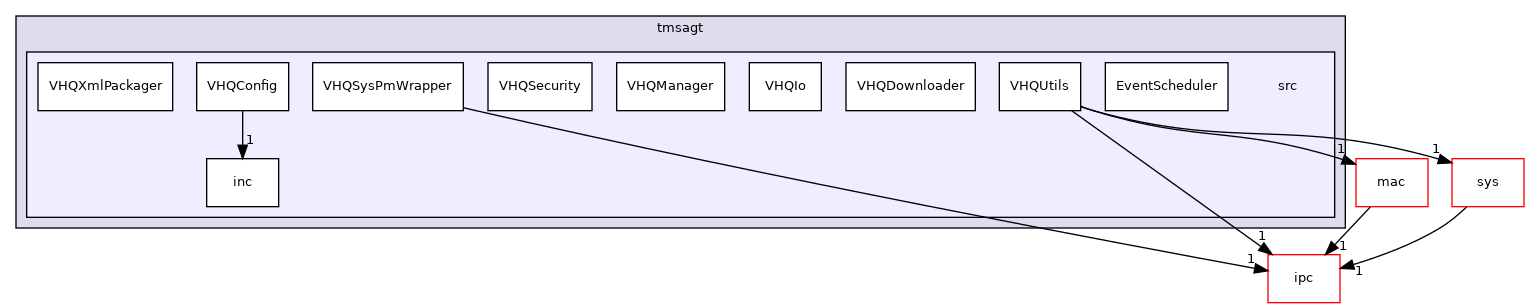 tmsagt
VHQXmlPackager VHQConfig VHQSysPmWrapper VHQSecurity VHQManager VHQIo VHQDownloader VHQUtils EventScheduler src
1 1 1
inc mac sys
1 1
1 1
ipc